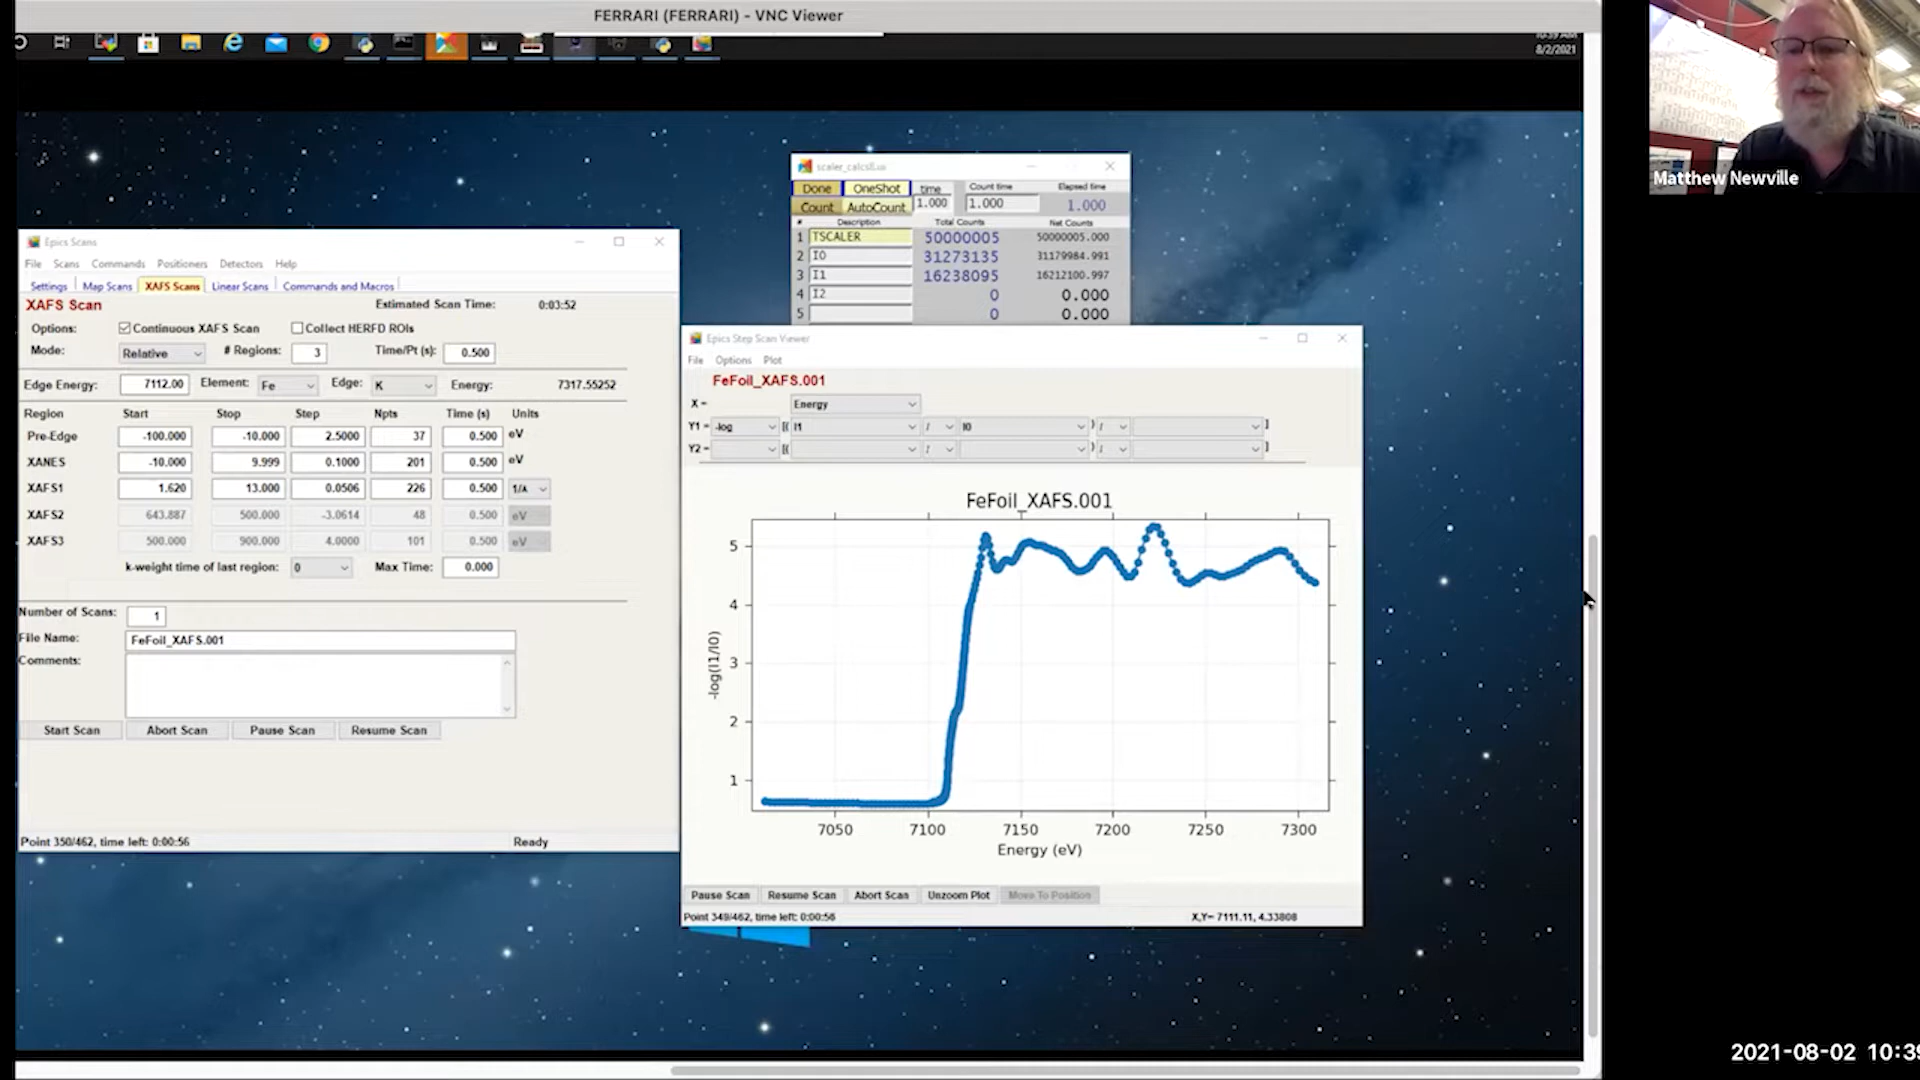 FERRARI (FERRARI) - VNC Viewer
8/2/2021
scaler_calcs8.ui
Done OneShot time Count time Elapsed time
Count AutoCount 1.000 1.000 1.000
# Description Total Counts Net Counts
1 TSCALER 50000005 50000005.000
2 I0 31273135 31179984.991
3 I1 16238095 16212100.997
4 I2 0 0.000
5 0 0.000
Epics Scans
File Scans Commands Positioners Detectors Help
Settings Map Scans XAFS Scans Linear Scans Commands and Macros
XAFS Scan Estimated Scan Time: 0:03:52
Options: Continuous XAFS Scan Collect HERFD ROIs
Mode: Relative # Regions: 3 Time/Pt (s): 0.500
Edge Energy: 7112.00 Element: Fe Edge: K Energy: 7317.55252
Region Start Stop Step Npts Time (s) Units
Pre-Edge -100.000 -10.000 2.5000 37 0.500 eV
XANES -10.000 9.999 0.1000 201 0.500 eV
XAFS1 1.620 13.000 0.0506 226 0.500 1/A
XAFS2 643.887 500.000 -3.0614 48 0.500 eV
XAFS3 500.000 900.000 4.0000 101 0.500 eV
k-weight time of last region: 0 Max Time: 0.000
Number of Scans: 1
File Name: FeFoil_XAFS.001
Comments:
Start Scan Abort Scan Pause Scan Resume Scan
Point 350/462, time left: 0:00:56 Ready
Epics Step Scan Viewer
File Options Plot
FeFoil_XAFS.001
X = Energy
Y1 = -log [( I1 / I0 ) / ]
Y2 = [( / ) / ]
FeFoil_XAFS.001
5
4
3
2
1
-log(I1/I0)
7050 7100 7150 7200 7250 7300
Energy (eV)
Pause Scan Resume Scan Abort Scan Unzoom Plot Move To Position
Point 349/462, time left: 0:00:56 X,Y= 7111.11, 4.33808
Matthew Newville
2021-08-02 10:39